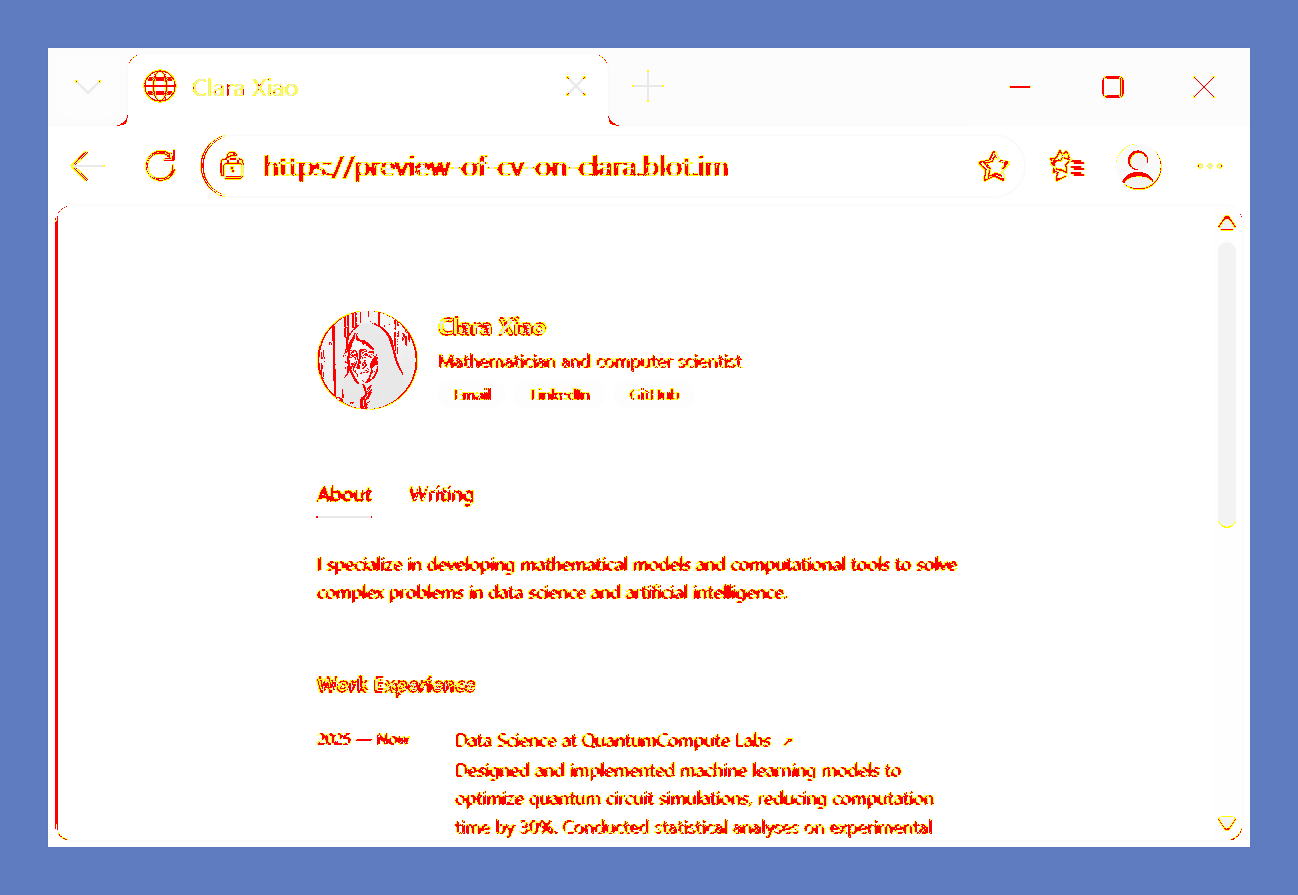 Clara Xiao
https://preview-of-cv-on-clara.blot.im
Clara Xiao
Mathematician and computer scientist
Email LinkedIn GitHub
About Writing
I specialize in developing mathematical models and computational tools to solve
complex problems in data science and artificial intelligence.
Work Experience
2025 — Now Data Science at QuantumCompute Labs ↗
Designed and implemented machine learning models to
optimize quantum circuit simulations, reducing computation
time by 30%. Conducted statistical analyses on experimental